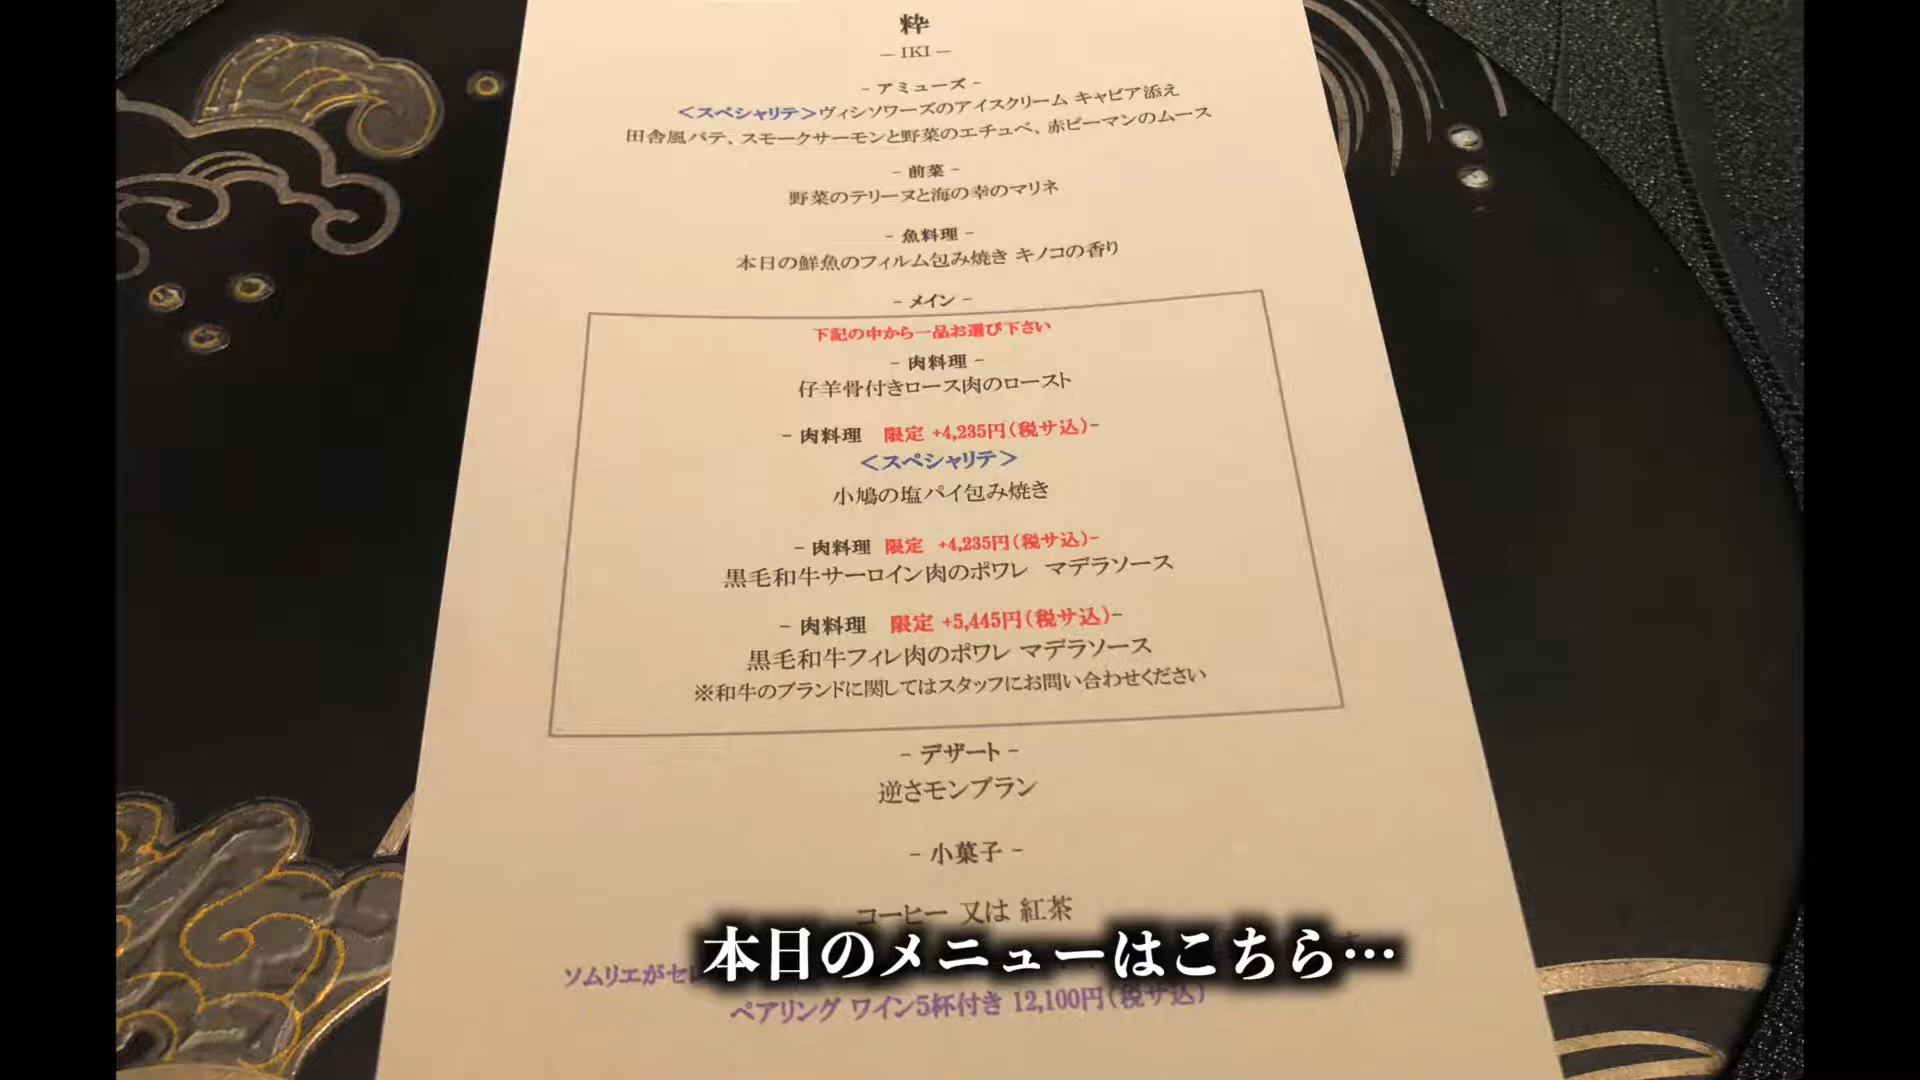 粋
― IKI ―
- アミューズ -
＜スペシャリテ＞ヴィシソワーズのアイスクリーム キャビア添え
田舎風パテ、スモークサーモンと野菜のエチュベ、赤ピーマンのムース
- 前菜 -
野菜のテリーヌと海の幸のマリネ
- 魚料理 -
本日の鮮魚のフィルム包み焼き キノコの香り
- メイン -
下記の中から一品お選び下さい
- 肉料理 -
仔羊骨付きロース肉のロースト
- 肉料理 限定 +4,235円（税サ込）-
＜スペシャリテ＞
小鳩の塩パイ包み焼き
- 肉料理 限定 +4,235円（税サ込）-
黒毛和牛サーロイン肉のポワレ マデラソース
- 肉料理 限定 +5,445円（税サ込）-
黒毛和牛フィレ肉のポワレ マデラソース
※和牛のブランドに関してはスタッフにお問い合わせください
- デザート -
逆さモンブラン
- 小菓子 -
コーヒー 又は 紅茶
本日のメニューはこちら…
ソムリエがセレ
ペアリング ワイン5杯付き 12,100円（税サ込）